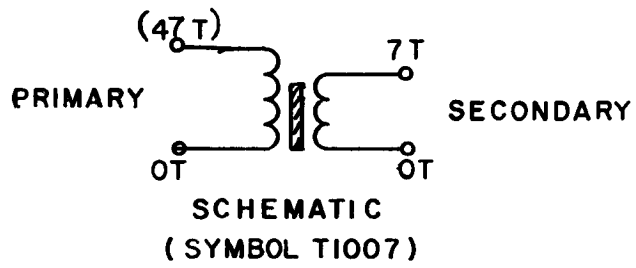 (47T)
7T
PRIMARY
SECONDARY
0T
0T
SCHEMATIC
(SYMBOL T1007)